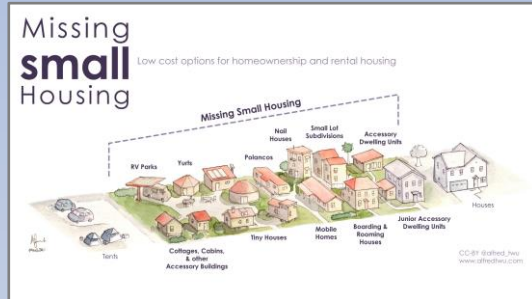 Missing
small
Housing
Low cost options for homeownership and rental housing
Missing Small Housing
RV Parks
Yurts
Palancos
Nail
Houses
Small Lot
Subdivisions
Accessory
Dwelling Units
Tents
Cottages, Cabins,
& other
Accessory Buildings
Tiny Houses
Mobile
Homes
Boarding &
Rooming
Houses
Junior Accessory
Dwelling Units
Houses
CC-BY @alfred_twu
www.alfredtwu.com